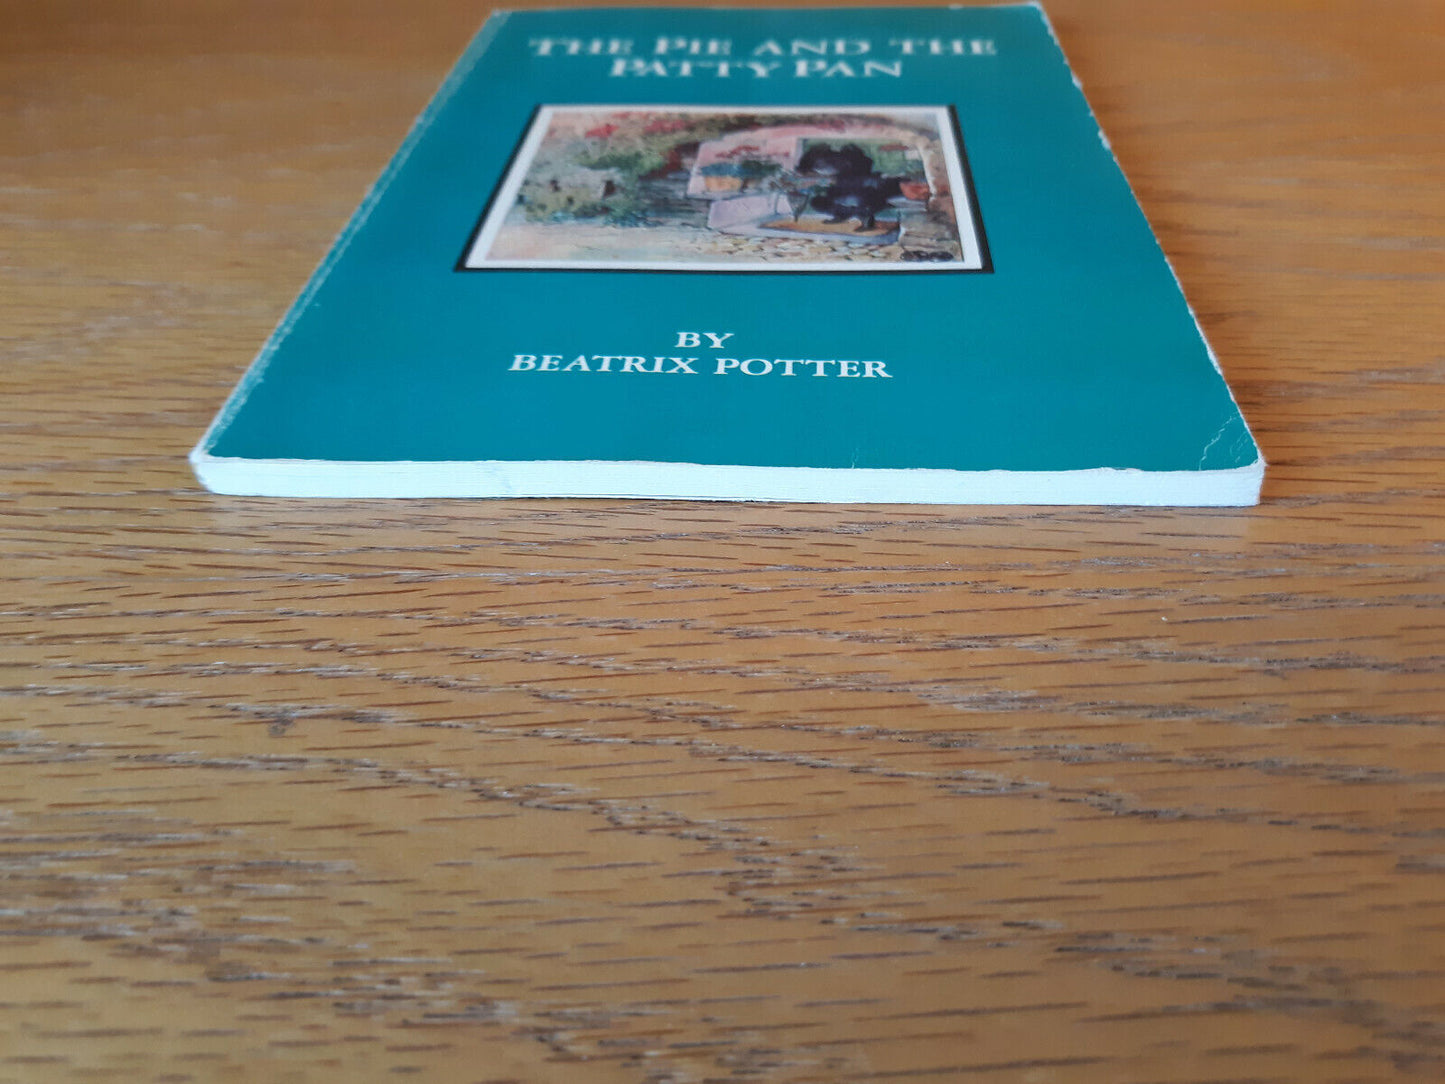 THE PIE AND THE
PATTY PAN
BY
BEATRIX POTTER